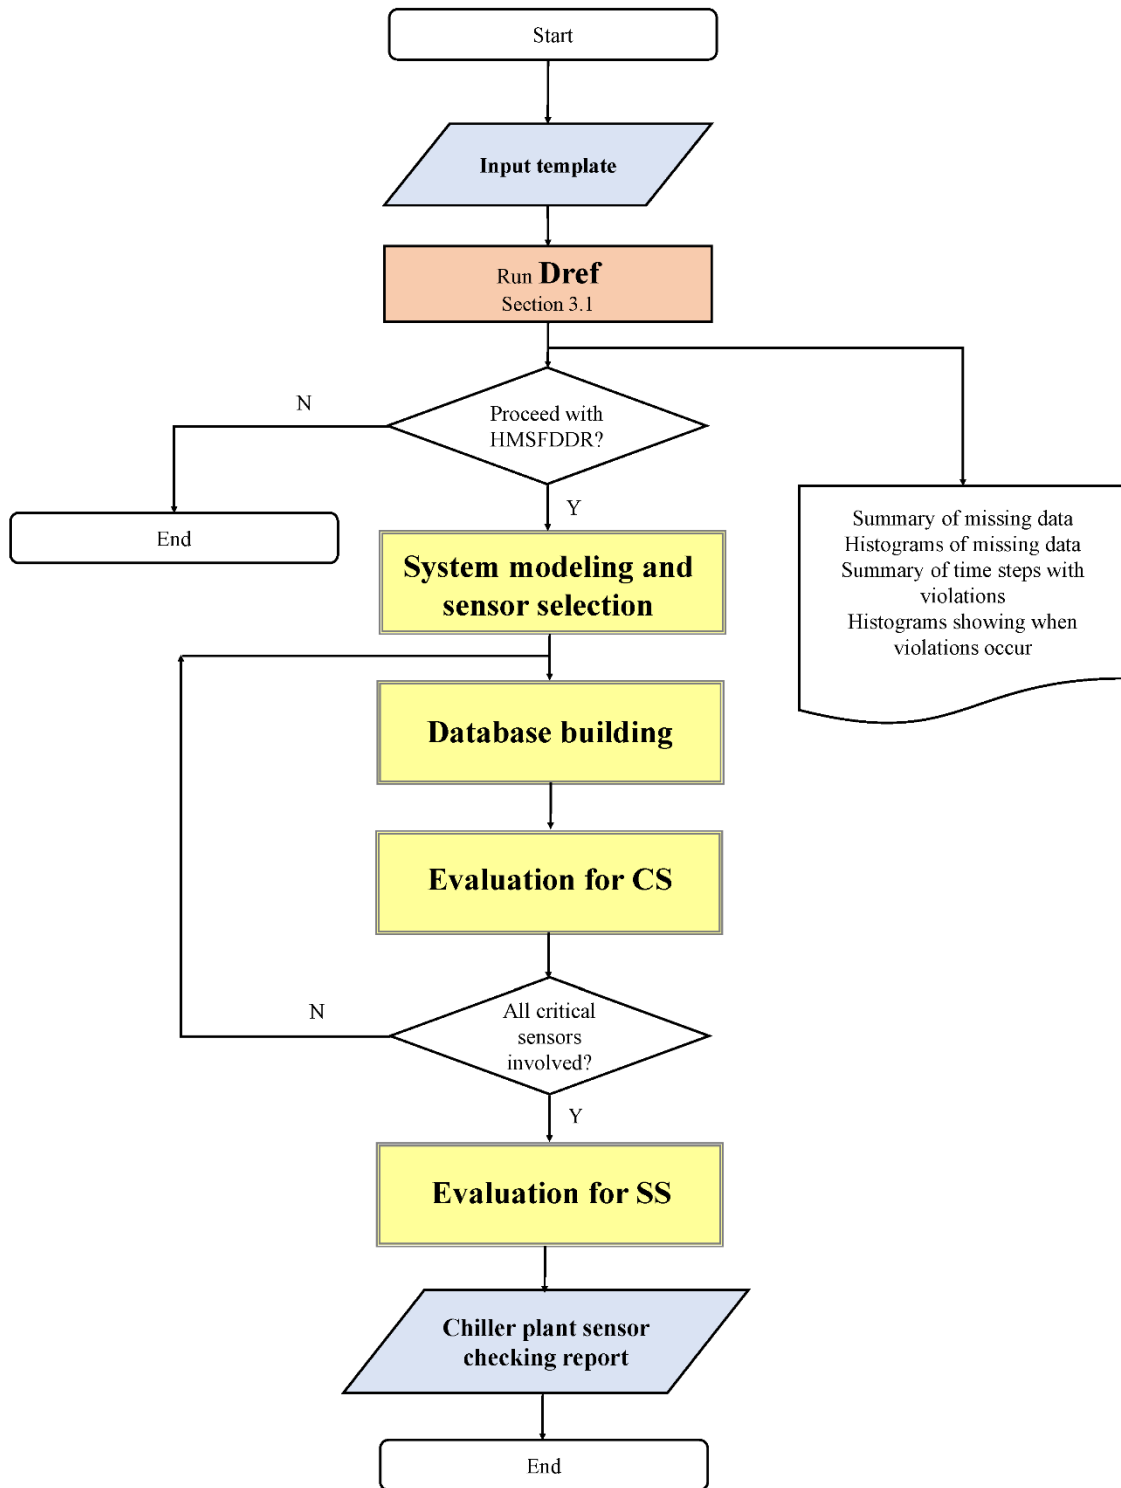 Start
Input template
Run Dref
Section 3.1
N
Proceed with
HMSFDDR?
Y
End
Summary of missing data
Histograms of missing data
Summary of time steps with
violations
Histograms showing when
violations occur
System modeling and
sensor selection
Database building
Evaluation for CS
N
All critical
sensors
involved?
Y
Evaluation for SS
Chiller plant sensor
checking report
End